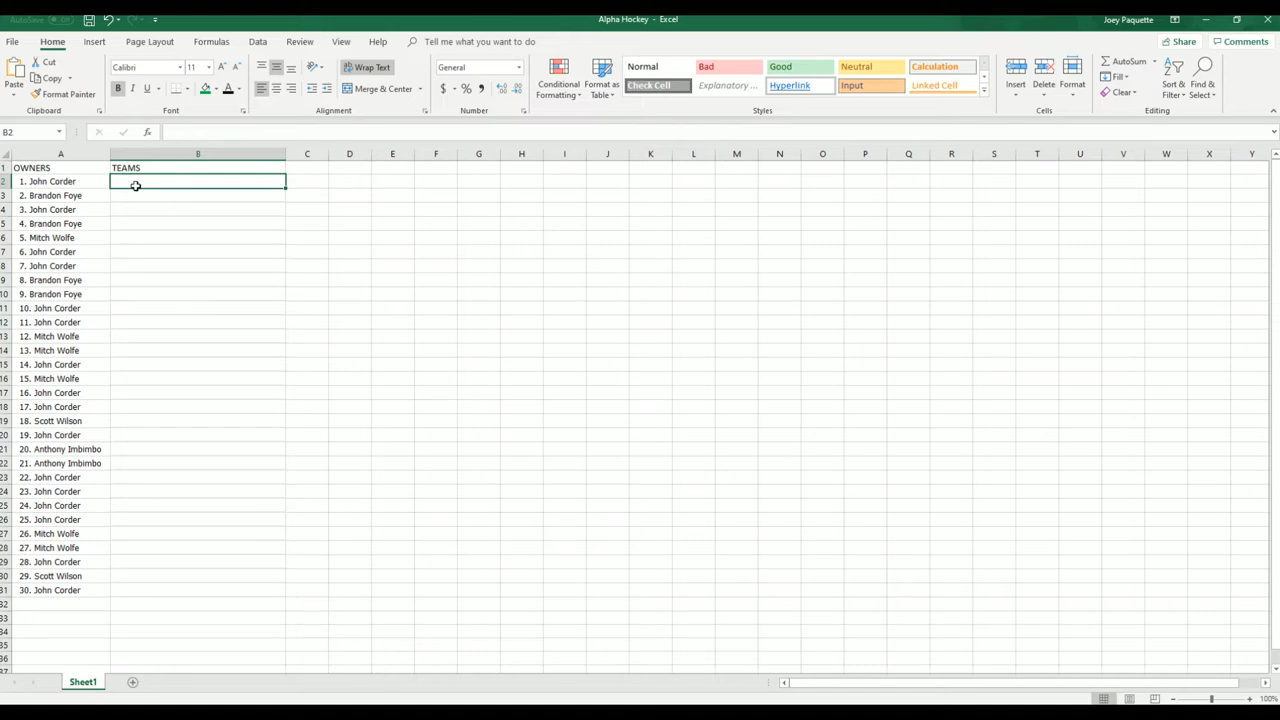 AutoSave Off Alpha Hockey - Excel Joey Paquette
File Home Insert Page Layout Formulas Data Review View Help Tell me what you want to do Share Comments
Paste Cut Copy Format Painter Clipboard
Calibri 11 Font
Wrap Text Merge & Center Alignment
General Number
Conditional Formatting Format as Table
Normal Bad Good Neutral Calculation
Check Cell Explanatory ... Hyperlink Input Linked Cell
Styles
Insert Delete Format Cells
AutoSum Fill Clear Sort & Filter Find & Select Editing
B2 fx
A B C D E F G H I J K L M N O P Q R S T U V W X Y
1 OWNERS TEAMS
2 1. John Corder
3 2. Brandon Foye
4 3. John Corder
5 4. Brandon Foye
6 5. Mitch Wolfe
7 6. John Corder
8 7. John Corder
9 8. Brandon Foye
10 9. Brandon Foye
11 10. John Corder
12 11. John Corder
13 12. Mitch Wolfe
14 13. Mitch Wolfe
15 14. John Corder
16 15. Mitch Wolfe
17 16. John Corder
18 17. John Corder
19 18. Scott Wilson
20 19. John Corder
21 20. Anthony Imbimbo
22 21. Anthony Imbimbo
23 22. John Corder
24 23. John Corder
25 24. John Corder
26 25. John Corder
27 26. Mitch Wolfe
28 27. Mitch Wolfe
29 28. John Corder
30 29. Scott Wilson
31 30. John Corder
32
33
34
35
36
37
Sheet1
100%